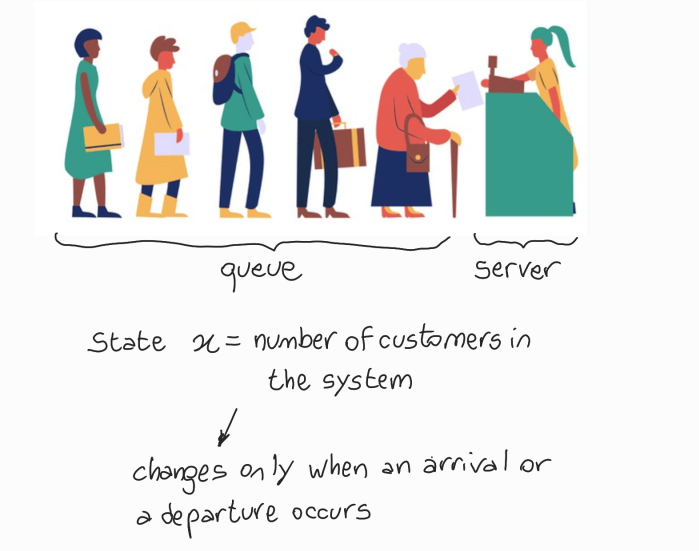 queue
server
State x = number of customers in
the system
changes only when an arrival or
a departure occurs